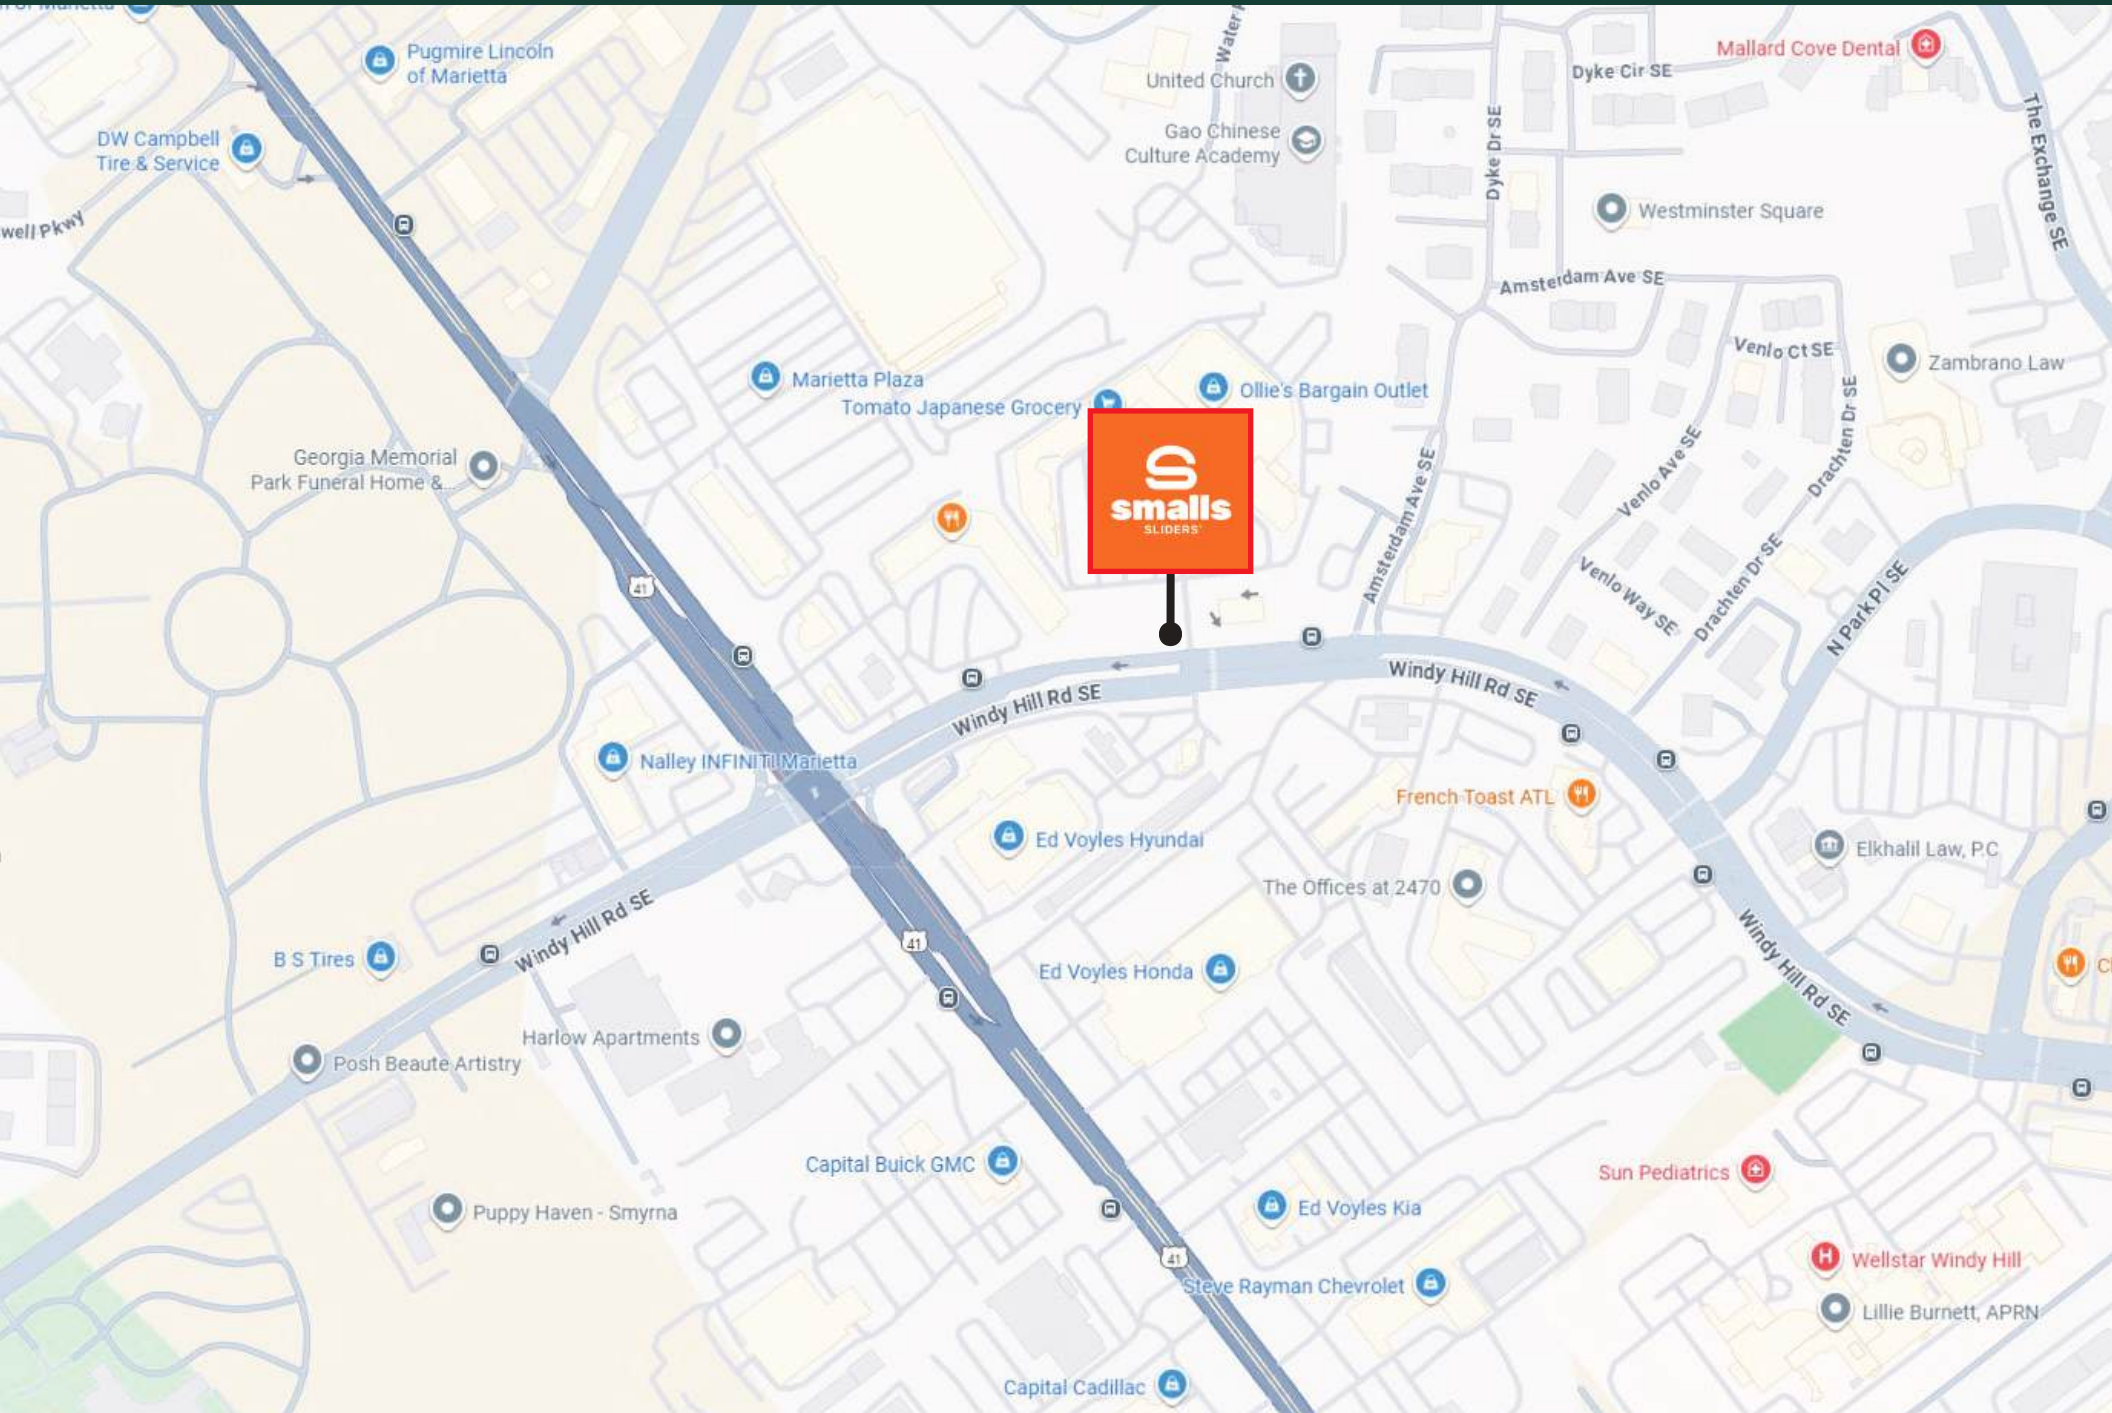 of Marietta
Pugmire Lincoln
of Marietta
DW Campbell
Tire & Service
well Pkwy
United Church
Gao Chinese
Culture Academy
Dyke Dr SE
Dyke Cir SE
Mallard Cove Dental
The Exchange SE
Westminster Square
Amsterdam Ave SE
Venlo Ct SE
Zambrano Law
Marietta Plaza
Tomato Japanese Grocery
Ollie's Bargain Outlet
smalls
SLIDERS
Georgia Memorial
Park Funeral Home &...
Amsterdam Ave SE
Venlo Ave SE
Drachten Dr SE
Venlo Way SE
Drachten Dr SE
N Park Pl SE
41
Windy Hill Rd SE
Windy Hill Rd SE
Nalley INFINITI Marietta
French Toast ATL
Ed Voyles Hyundai
Elkhalil Law, P.C
The Offices at 2470
Windy Hill Rd SE
41
B S Tires
Ed Voyles Honda
Windy Hill Rd SE
Harlow Apartments
Posh Beaute Artistry
Capital Buick GMC
Sun Pediatrics
Puppy Haven - Smyrna
Ed Voyles Kia
41
Wellstar Windy Hill
Steve Rayman Chevrolet
Lillie Burnett, APRN
Capital Cadillac